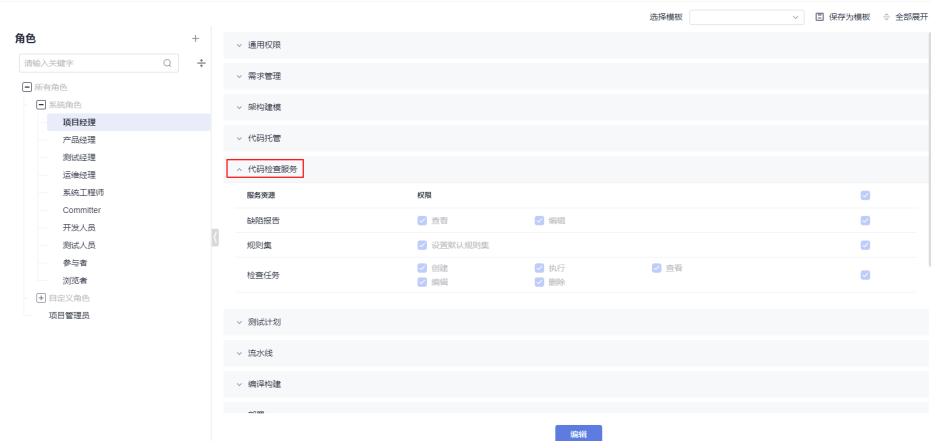 选择模板
保存为模板
全部展开
角色
请输入关键字
所有角色
系统角色
项目经理
产品经理
测试经理
运维经理
系统工程师
Committer
开发人员
测试人员
参与者
浏览者
自定义角色
项目管理员
通用权限
需求管理
架构建模
代码托管
代码检查服务
服务资源 权限
缺陷报告 查看 编辑
规则集 设置默认规则集
检查任务 创建 执行 查看
编辑 删除
测试计划
流水线
编译构建
编辑